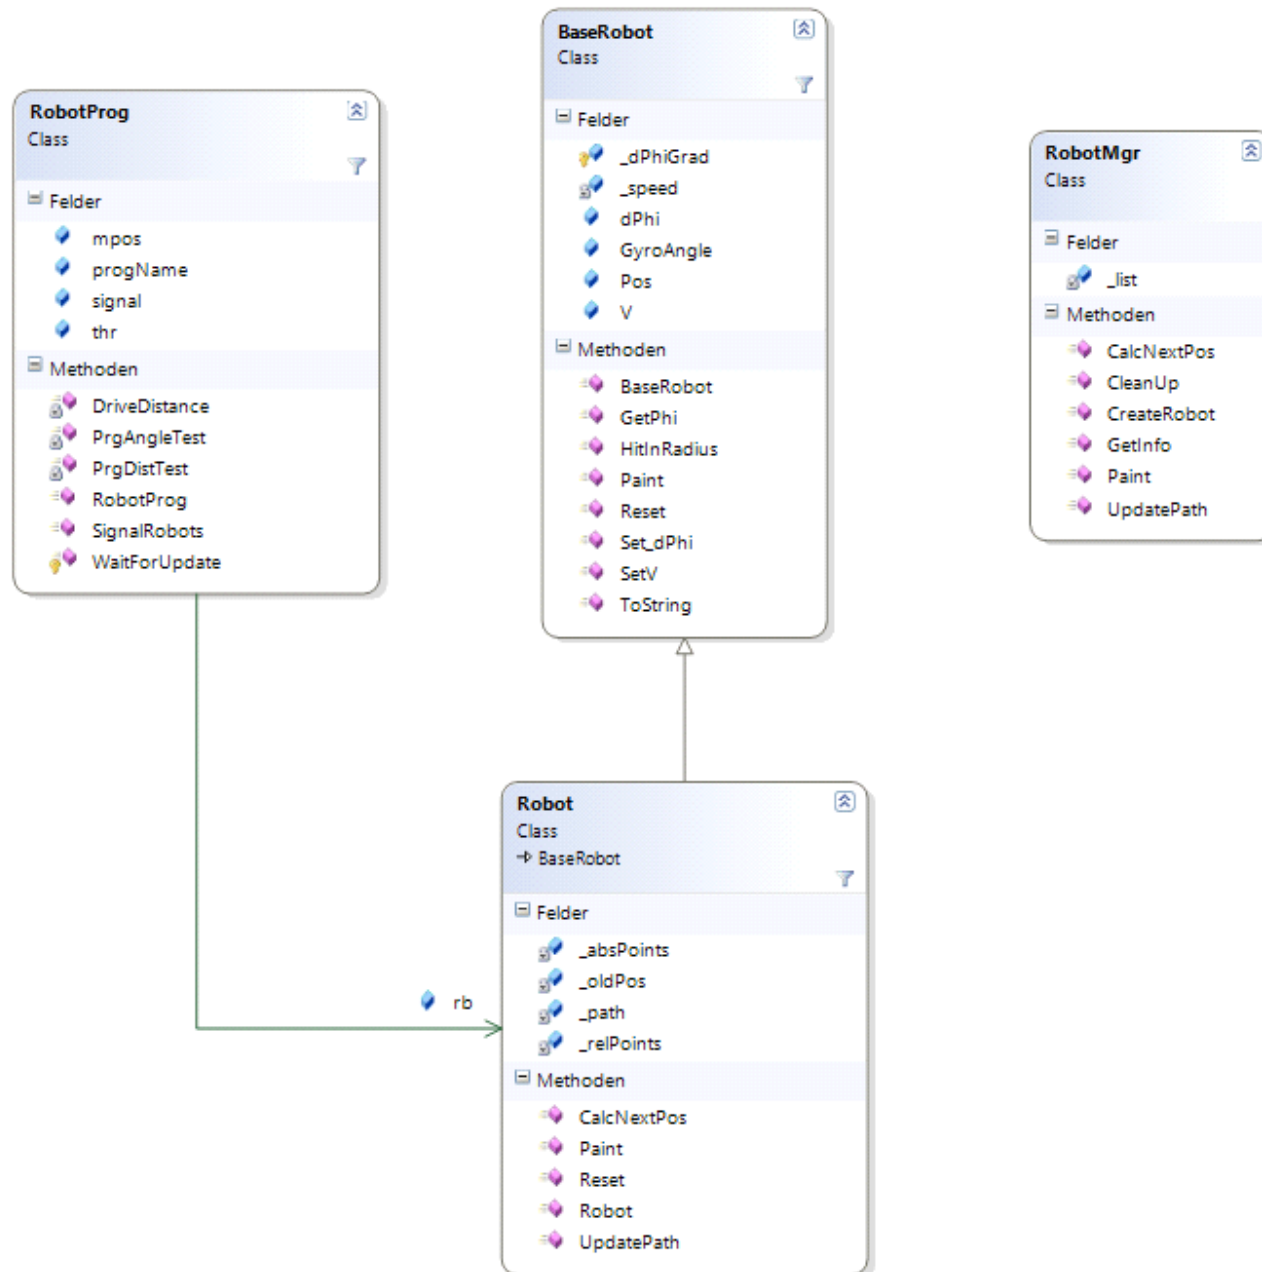 BaseRobot
Class
Felder
_dPhiGrad
_speed
dPhi
GyroAngle
Pos
V
Methoden
BaseRobot
GetPhi
HitInRadius
Paint
Reset
Set_dPhi
SetV
ToString
RobotProg
Class
Felder
mpos
progName
signal
thr
Methoden
DriveDistance
PrgAngleTest
PrgDistTest
RobotProg
SignalRobots
WaitForUpdate
RobotMgr
Class
Felder
_list
Methoden
CalcNextPos
CleanUp
CreateRobot
GetInfo
Paint
UpdatePath
rb
Robot
Class
BaseRobot
Felder
_absPoints
_oldPos
_path
_relPoints
Methoden
CalcNextPos
Paint
Reset
Robot
UpdatePath